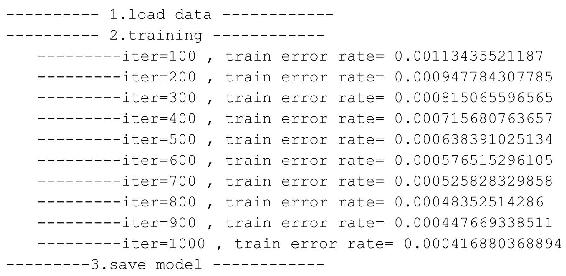 ---------- 1.load data ------------
---------- 2.training ------------
---------iter=100 , train error rate= 0.00113435521187
---------iter=200 , train error rate= 0.000947784307785
---------iter=300 , train error rate= 0.000815065596565
---------iter=400 , train error rate= 0.000715680763657
---------iter=500 , train error rate= 0.000638391025134
---------iter=600 , train error rate= 0.000576515296105
---------iter=700 , train error rate= 0.000525828329858
---------iter=800 , train error rate= 0.00048352514286
---------iter=900 , train error rate= 0.000447669338511
---------iter=1000 , train error rate= 0.000416880368894
---------3.save model ------------